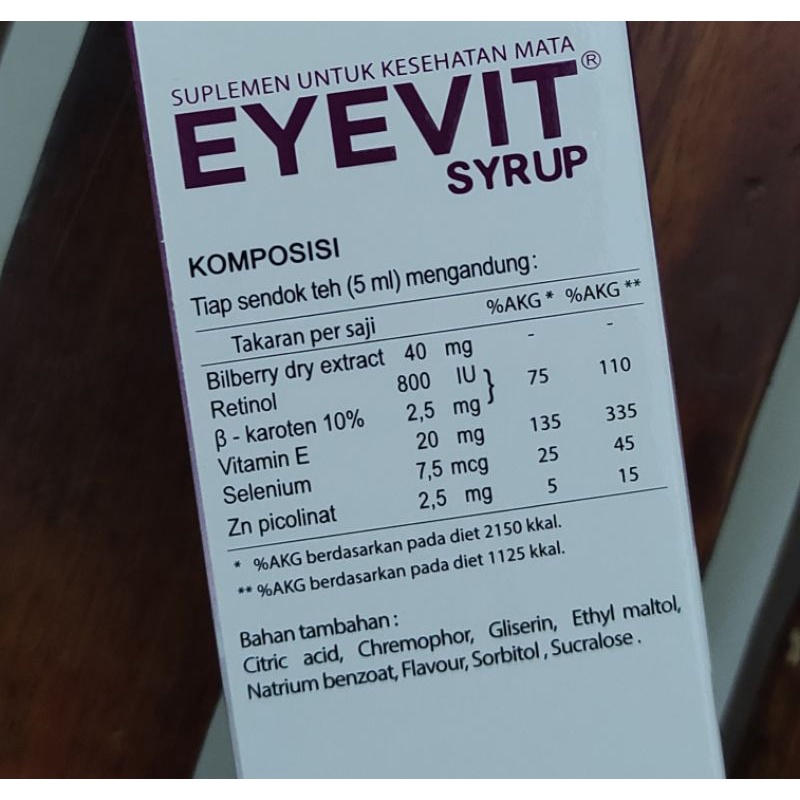 SUPLEMEN UNTUK KESEHATAN MATA
EYEVIT®
SYRUP
KOMPOSISI
Tiap sendok teh (5 ml) mengandung:
Takaran per saji %AKG * %AKG **
Bilberry dry extract 40 mg - -
Retinol 800 IU } 75 110
β - karoten 10% 2,5 mg
Vitamin E 20 mg 135 335
Selenium 7,5 mcg 25 45
Zn picolinat 2,5 mg 5 15
* %AKG berdasarkan pada diet 2150 kkal.
** %AKG berdasarkan pada diet 1125 kkal.
Bahan tambahan :
Citric acid, Chremophor, Gliserin, Ethyl maltol,
Natrium benzoat, Flavour, Sorbitol , Sucralose .